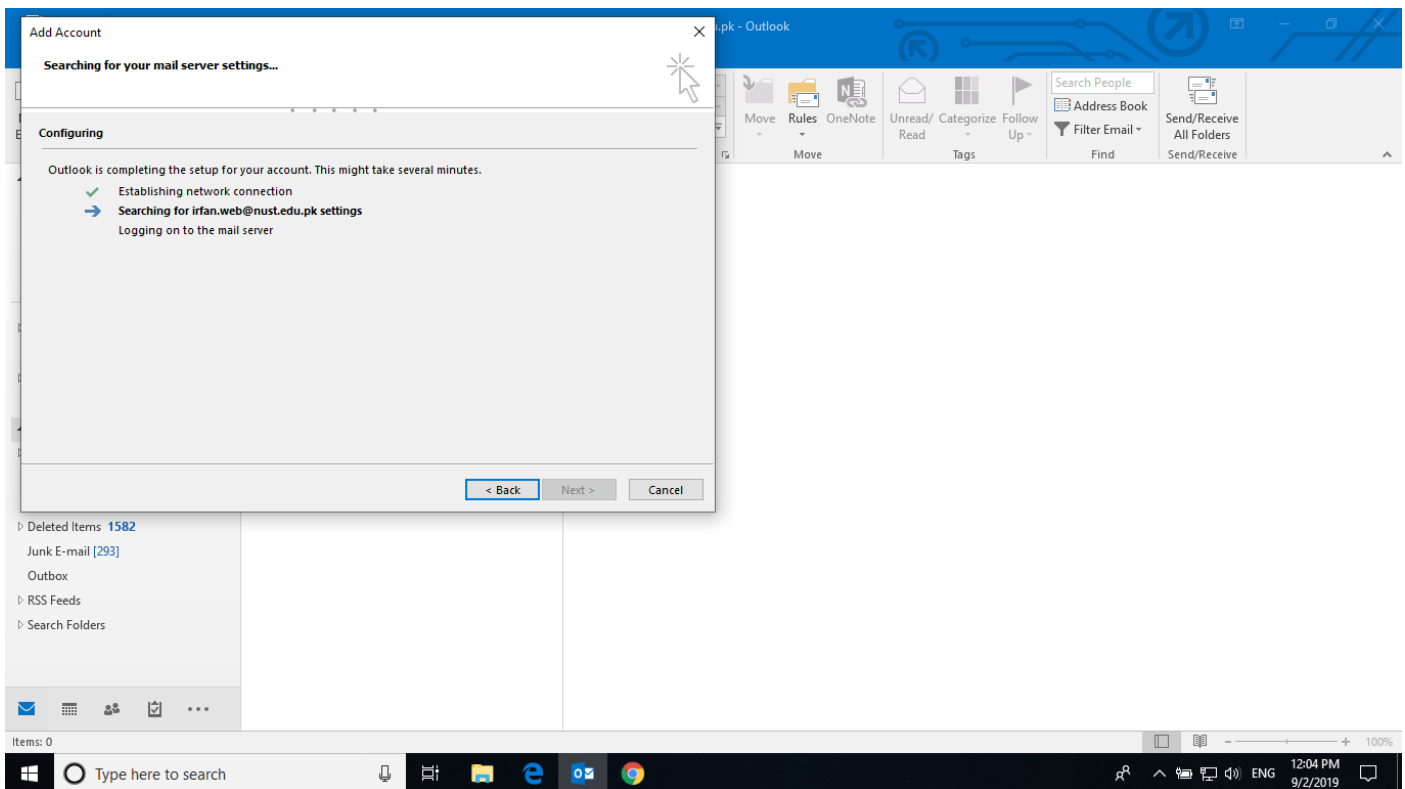 Add Account
.pk - Outlook
Searching for your mail server settings...
Configuring
Outlook is completing the setup for your account. This might take several minutes.
Establishing network connection
Searching for irfan.web@nust.edu.pk settings
Logging on to the mail server
< Back Next > Cancel
Move Rules OneNote
Move
Unread/ Read Categorize Follow Up
Tags
Search People
Address Book
Filter Email
Find
Send/Receive
All Folders
Send/Receive
Deleted Items 1582
Junk E-mail [293]
Outbox
RSS Feeds
Search Folders
Items: 0
100%
Type here to search
ENG
12:04 PM
9/2/2019